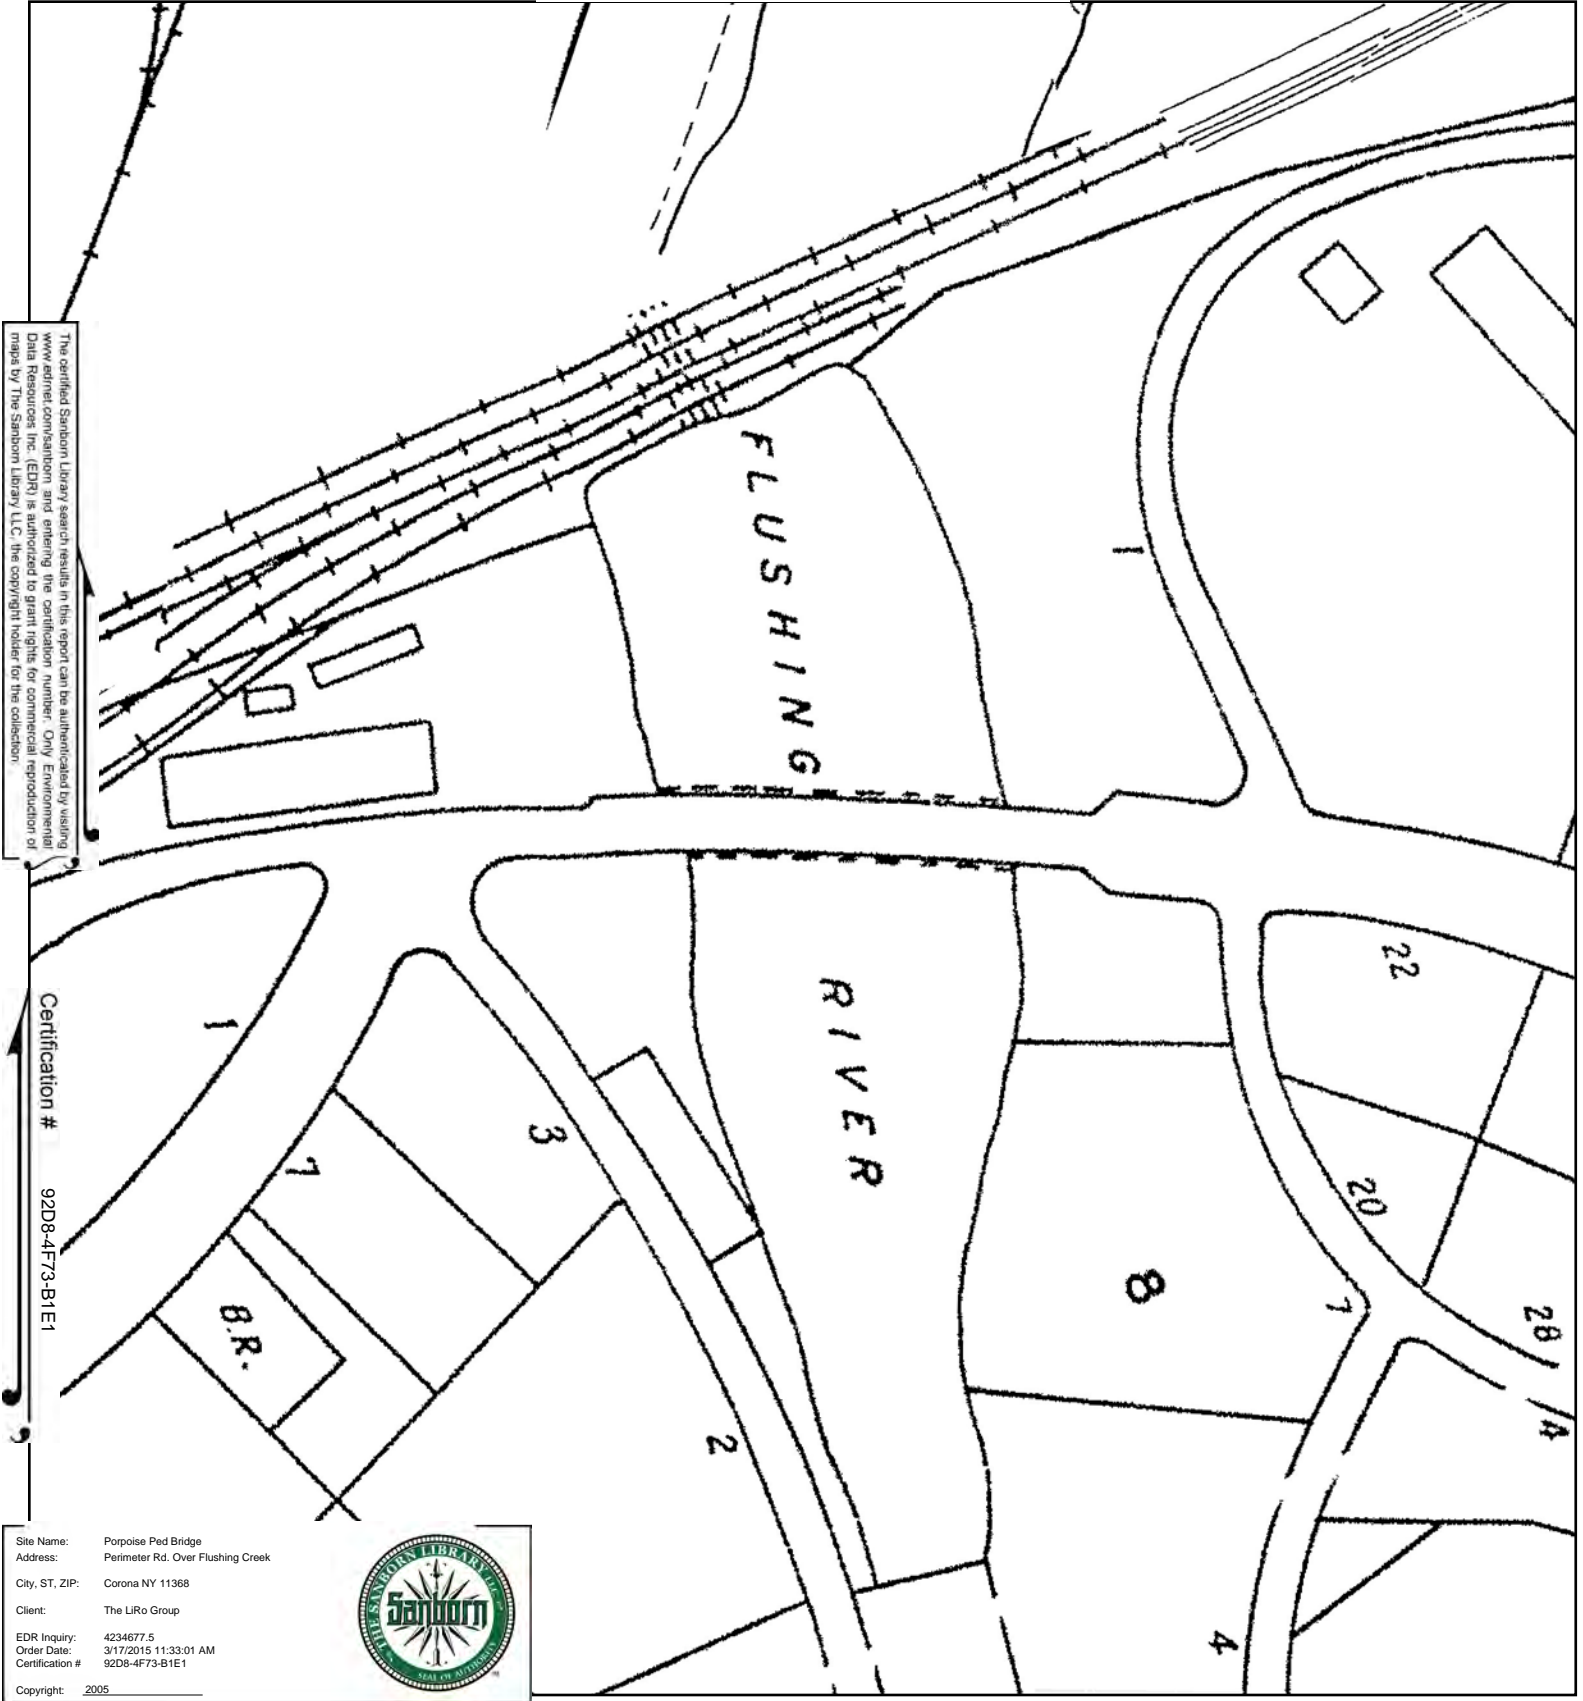 FLUSHING
RIVER
1
1
3
7
B.R.
2
8
22
20
28
7
4
4
The certified Sanborn Library search results in this report can be authenticated by visiting
www.edrnet.com/sanborn and entering the certification number. Only Environmental
Data Resources Inc. (EDR) is authorized to grant rights for commercial reproduction of
maps by The Sanborn Library LLC, the copyright holder for the collection.
Certification # 92D8-4F73-B1E1
Site Name: Porpoise Ped Bridge
Address: Perimeter Rd. Over Flushing Creek
City, ST, ZIP: Corona NY 11368
Client: The LiRo Group
EDR Inquiry: 4234677.5
Order Date: 3/17/2015 11:33:01 AM
Certification # 92D8-4F73-B1E1
Copyright: 2005
THE SANBORN LIBRARY LLC
Sanborn
SEAL OF AUTHORITY